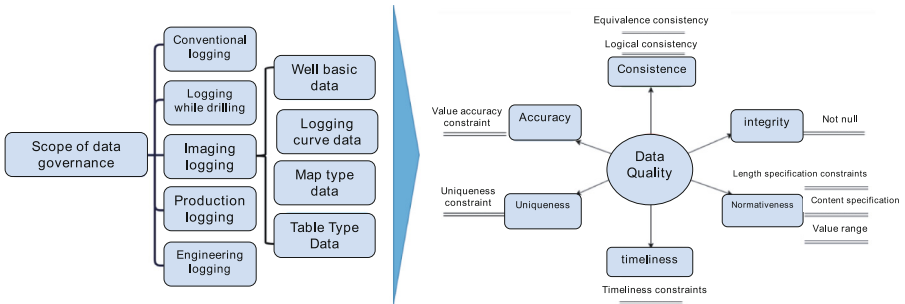 Scope of data
governance
Conventional
logging
Logging
while drilling
Imaging
logging
Production
logging
Engineering
logging
Well basic
data
Logging
curve data
Map type
data
Table Type
Data
Equivalence consistency
Logical consistency
Consistence
Value accuracy
constraint
Accuracy
integrity
Not null
Data
Quality
Uniqueness
constraint
Uniqueness
Length specification constraints
Normativeness
Content specification
Value range
timeliness
Timeliness constraints